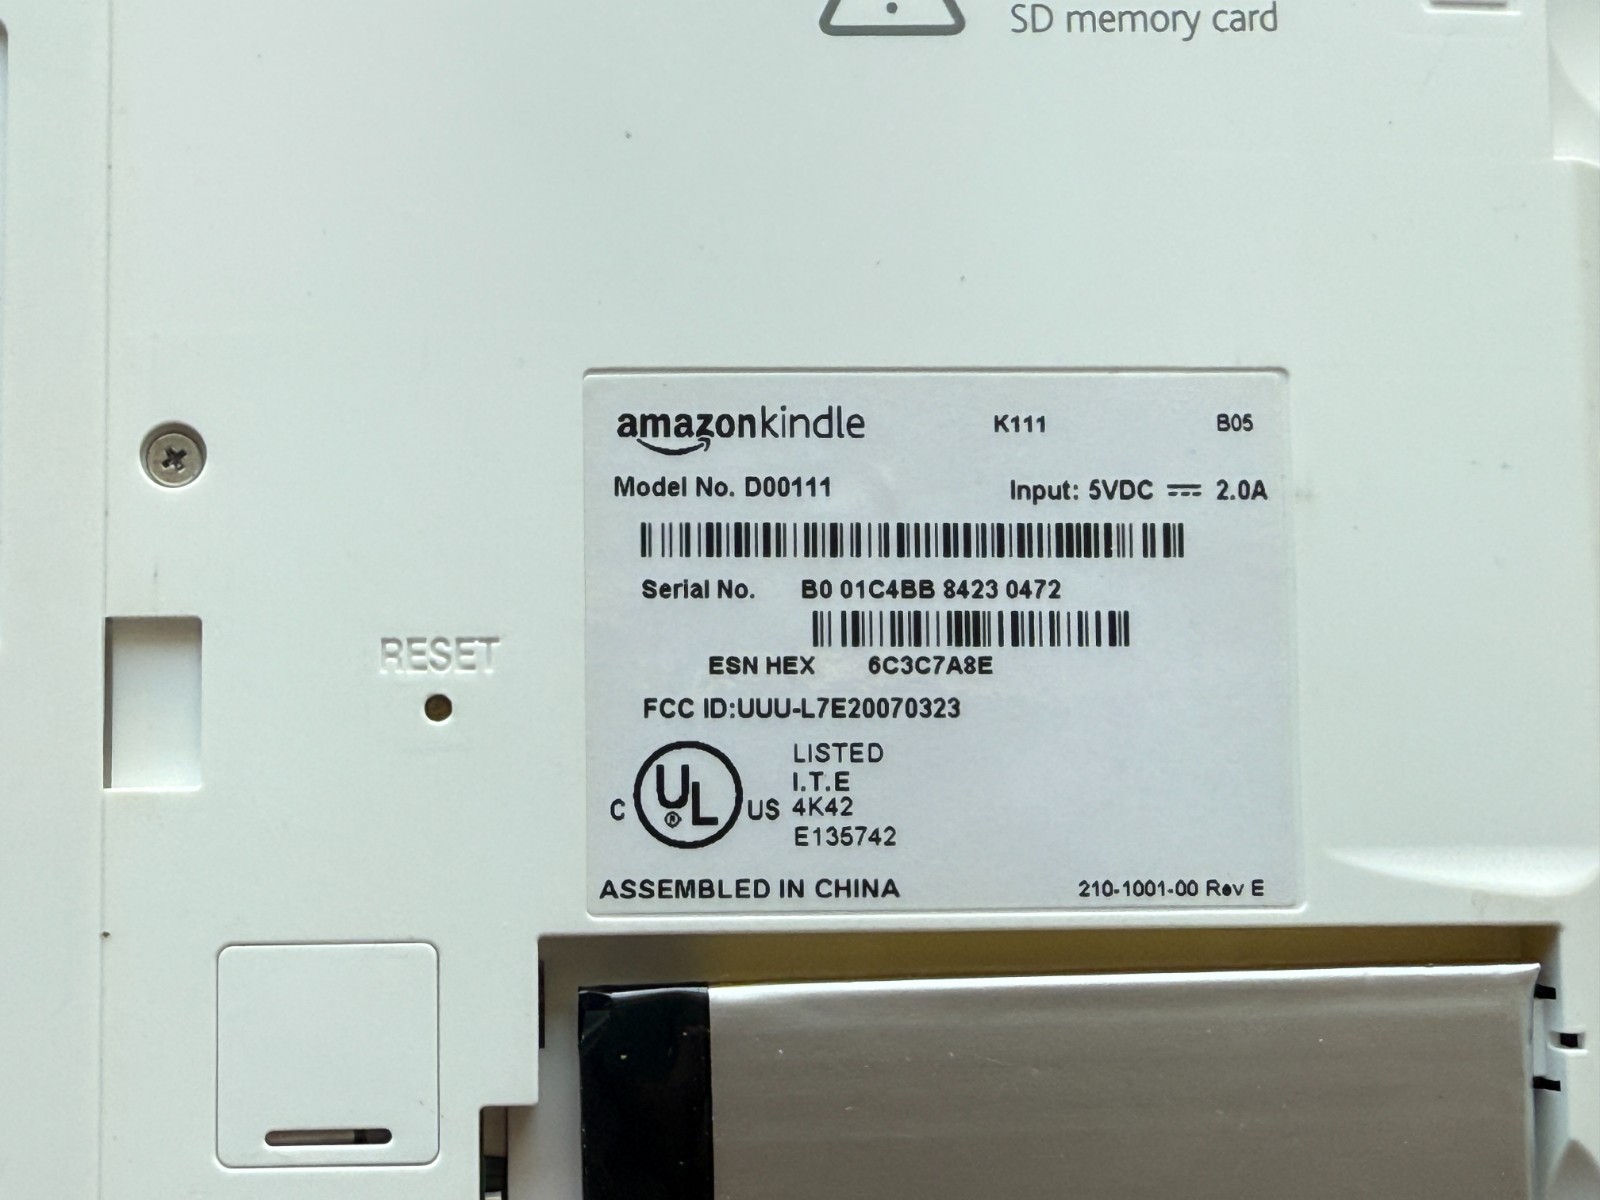 SD memory card
amazonkindle K111 B05
Model No. D00111 Input: 5VDC ⎓ 2.0A
Serial No. B0 01C4BB 8423 0472
RESET
ESN HEX 6C3C7A8E
FCC ID:UUU-L7E20070323
LISTED
I.T.E
C UL® US 4K42
E135742
ASSEMBLED IN CHINA 210-1001-00 Rev E